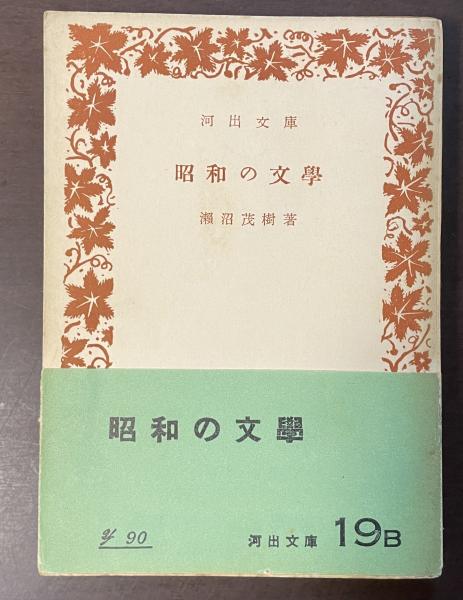 河出文庫
昭和の文學
瀨沼茂樹著
昭和の文學
¥ 90
河出文庫 19B